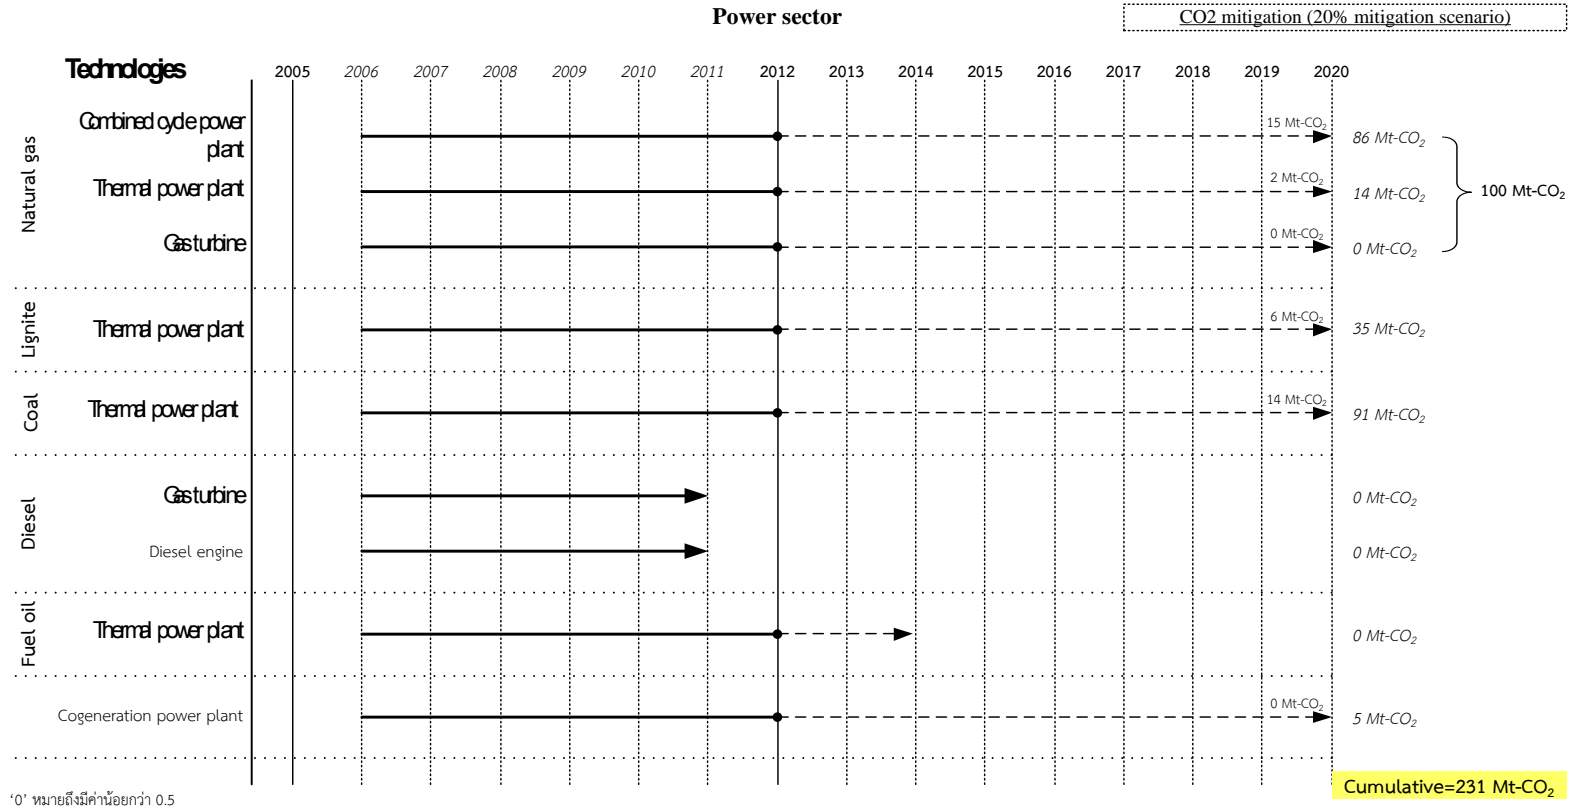 Power sector
CO2 mitigation (20% mitigation scenario)
Technologies
2005 2006 2007 2008 2009 2010 2011 2012 2013 2014 2015 2016 2017 2018 2019 2020
Natural gas
Combined cycle power
plant
15 Mt-CO₂
86 Mt-CO₂
Thermal power plant
2 Mt-CO₂
14 Mt-CO₂
100 Mt-CO₂
Gas turbine
0 Mt-CO₂
0 Mt-CO₂
Lignite
Thermal power plant
6 Mt-CO₂
35 Mt-CO₂
Coal
Thermal power plant
14 Mt-CO₂
91 Mt-CO₂
Diesel
Gas turbine
0 Mt-CO₂
Diesel engine
0 Mt-CO₂
Fuel oil
Thermal power plant
0 Mt-CO₂
Cogeneration power plant
0 Mt-CO₂
5 Mt-CO₂
Cumulative=231 Mt-CO₂
‘0’ หมายถึงมีค่าน้อยกว่า 0.5